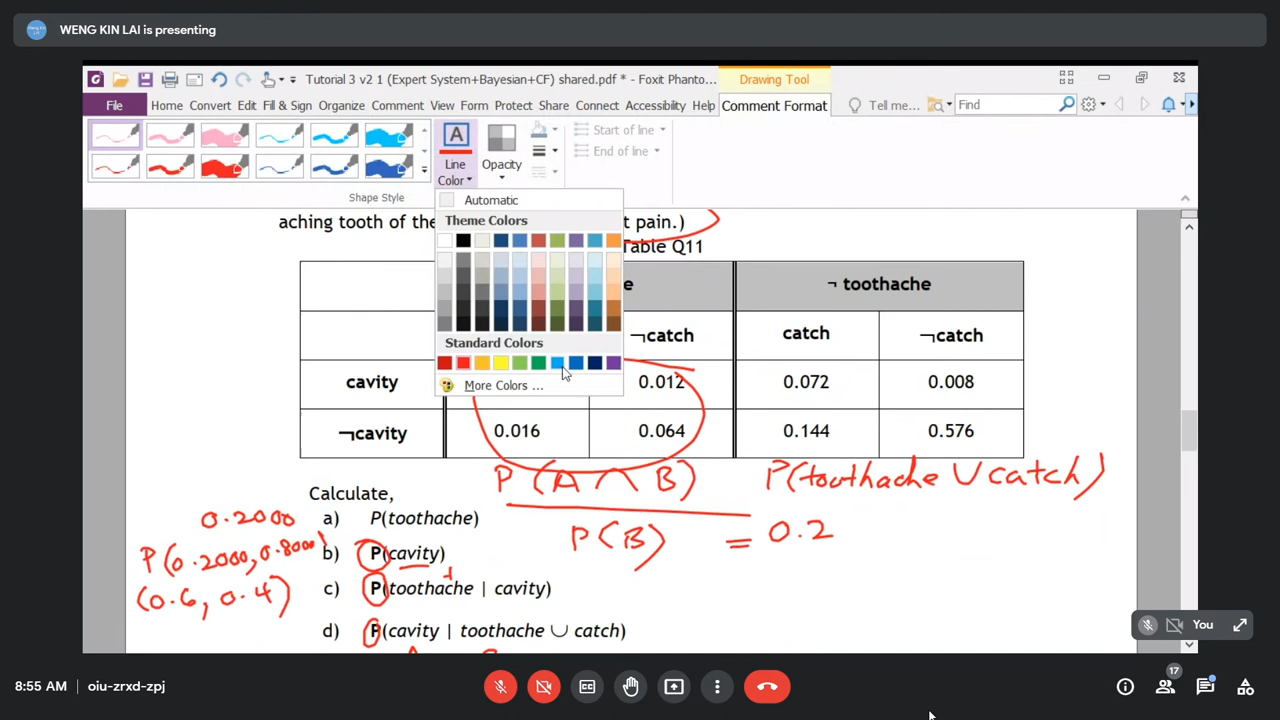 WENG KIN LAI is presenting
Tutorial 3 v2 1 (Expert System+Bayesian+CF) shared.pdf * - Foxit Phanto... Drawing Tool
File Home Convert Edit Fill & Sign Organize Comment View Form Protect Share Connect Accessibility Help Comment Format Tell me... Find
Line Color Opacity Start of line
End of line
Shape Style
Automatic
Theme Colors
Standard Colors
More Colors ...
aching tooth of the t pain.)
Table Q11
e ¬ toothache
¬catch catch ¬catch
cavity 0.012 0.072 0.008
¬cavity 0.016 0.064 0.144 0.576
P(A ∩ B) P(toothache ∪ catch)
P(B) = 0.2
Calculate,
0.2000 a) P(toothache)
P(0.2000, 0.8000) b) P(cavity)
(0.6, 0.4) c) P(toothache | cavity)
d) P(cavity | toothache ∪ catch)
You
8:55 AM oiu-zrxd-zpj
17